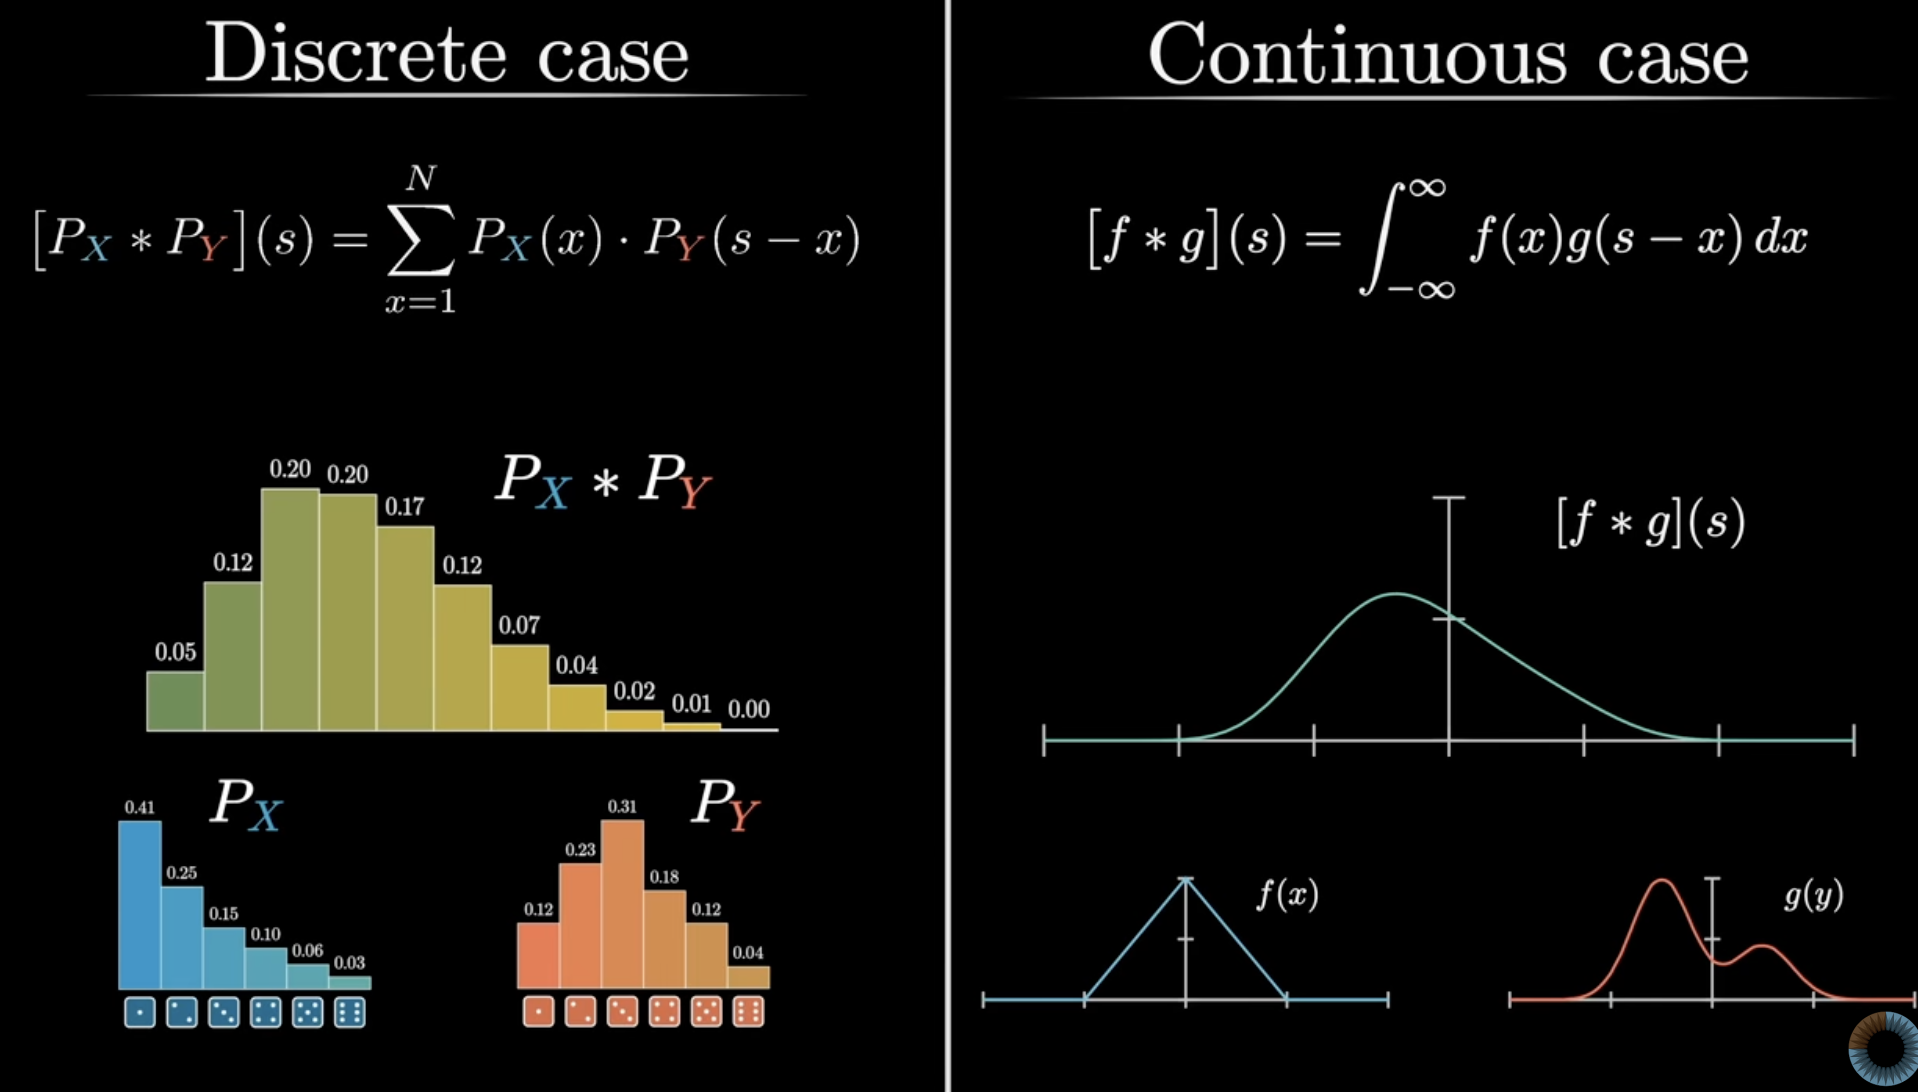 Discrete case
[P_X * P_Y](s) = \sum_{x=1}^{N} P_X(x) · P_Y(s − x)
P_X * P_Y
0.05
0.12
0.20
0.20
0.17
0.12
0.07
0.04
0.02
0.01
0.00
P_X
0.41
0.25
0.15
0.10
0.06
0.03
P_Y
0.12
0.23
0.31
0.18
0.12
0.04
Continuous case
[f * g](s) = \int_{-∞}^{∞} f(x)g(s − x) dx
[f * g](s)
f(x)
g(y)